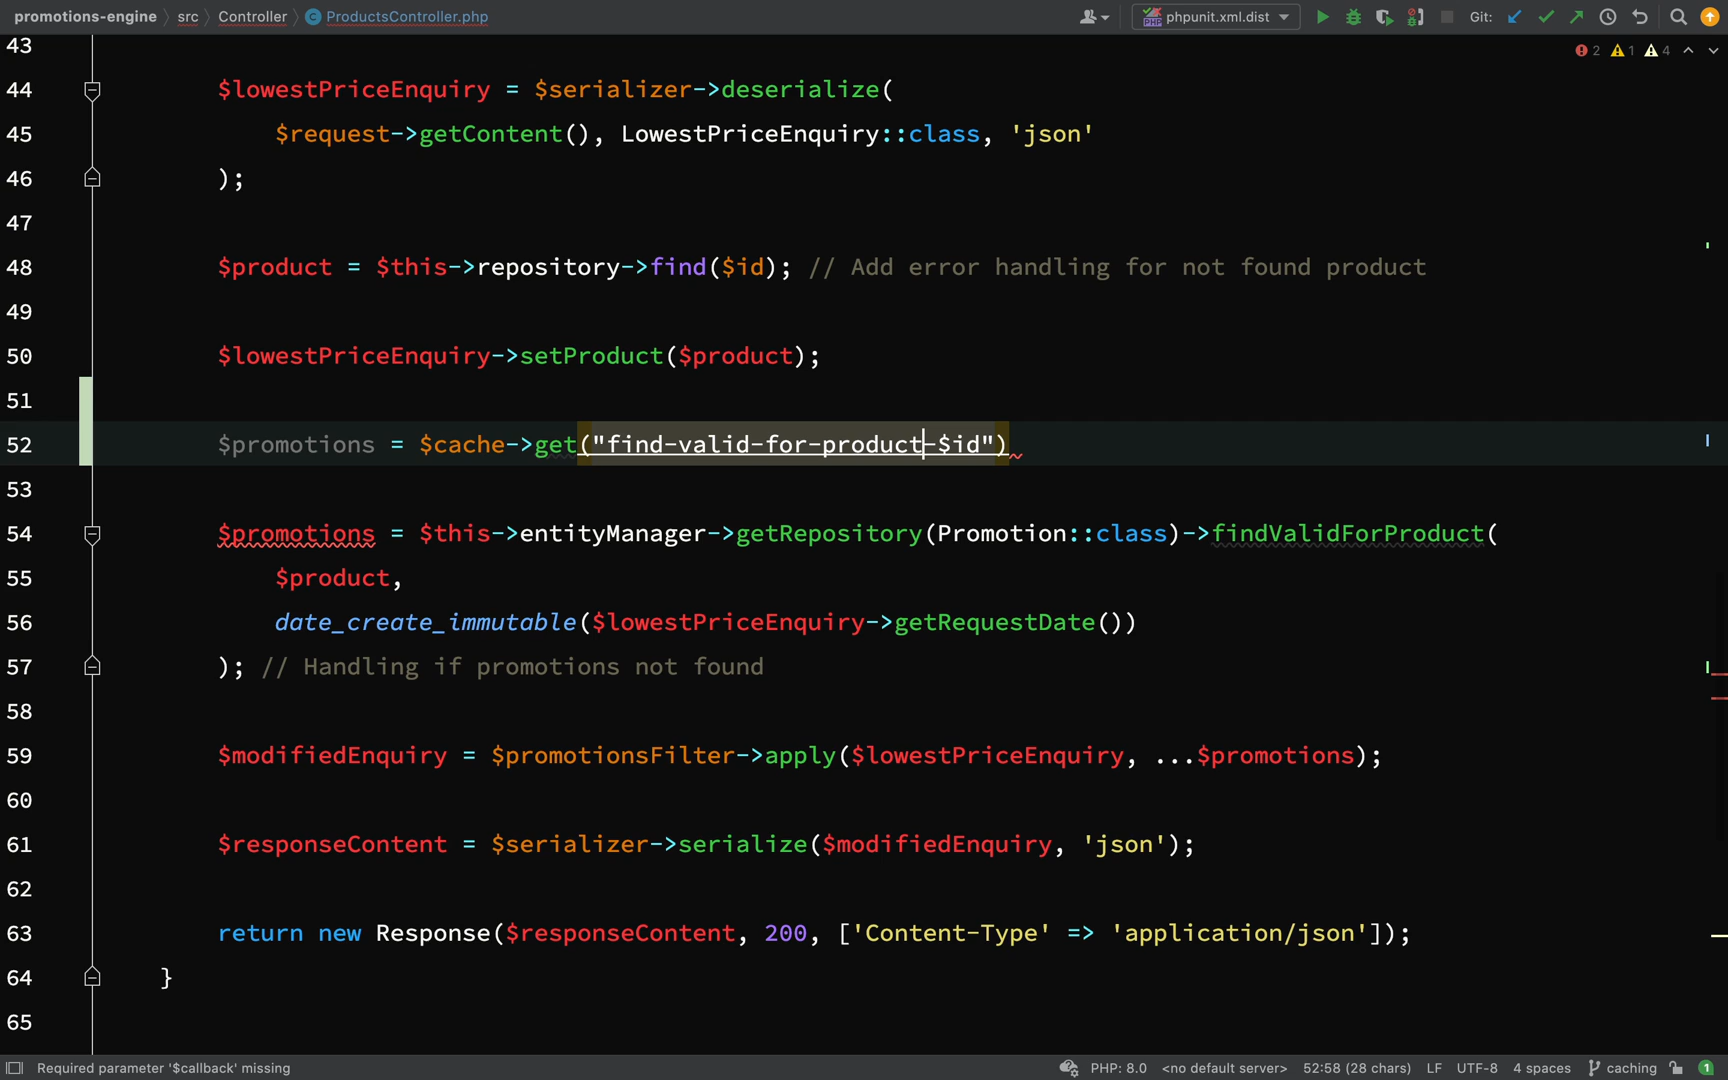 promotions-engine src Controller ProductsController.php phpunit.xml.dist Git:
2 1 4
43
44 $lowestPriceEnquiry = $serializer->deserialize(
45 $request->getContent(), LowestPriceEnquiry::class, 'json'
46 );
47
48 $product = $this->repository->find($id); // Add error handling for not found product
49
50 $lowestPriceEnquiry->setProduct($product);
51
52 $promotions = $cache->get("find-valid-for-product-$id")
53
54 $promotions = $this->entityManager->getRepository(Promotion::class)->findValidForProduct(
55 $product,
56 date_create_immutable($lowestPriceEnquiry->getRequestDate())
57 ); // Handling if promotions not found
58
59 $modifiedEnquiry = $promotionsFilter->apply($lowestPriceEnquiry, ...$promotions);
60
61 $responseContent = $serializer->serialize($modifiedEnquiry, 'json');
62
63 return new Response($responseContent, 200, ['Content-Type' => 'application/json']);
64 }
65
Required parameter '$callback' missing PHP: 8.0 <no default server> 52:58 (28 chars) LF UTF-8 4 spaces caching 1